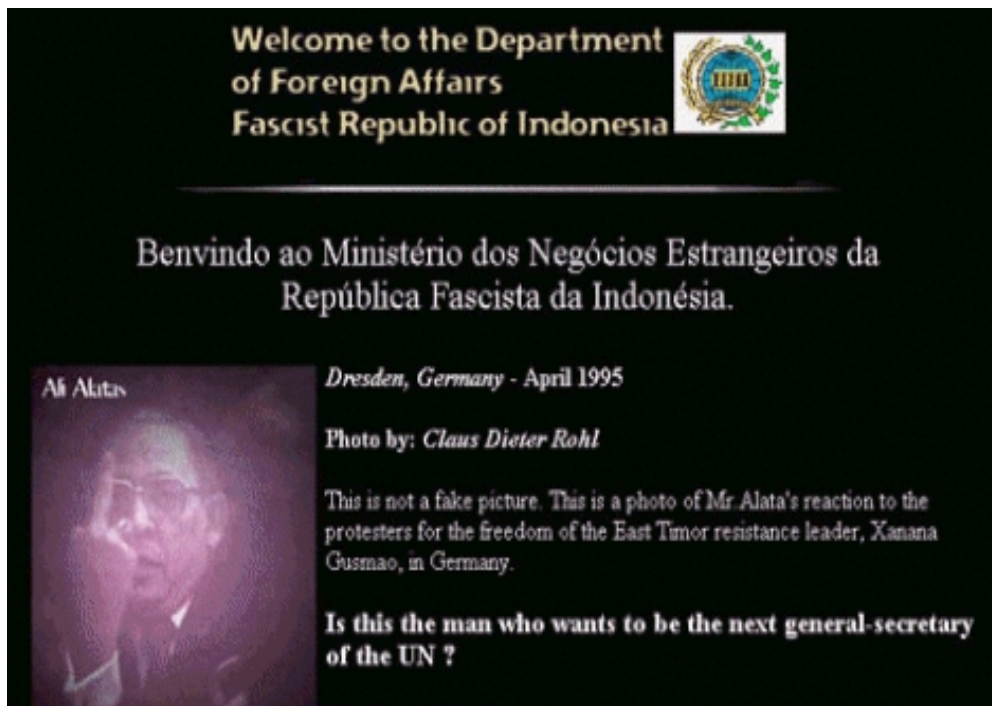 Welcome to the Department
of Foreign Affairs
Fascist Republic of Indonesia
Benvindo ao Ministério dos Negócios Estrangeiros da
República Fascista da Indonésia.
Ali Alatas
Dresden, Germany - April 1995
Photo by: Claus Dieter Rohl
This is not a fake picture. This is a photo of Mr.Alata's reaction to the
protesters for the freedom of the East Timor resistance leader, Xanana
Gusmao, in Germany.
Is this the man who wants to be the next general-secretary
of the UN ?